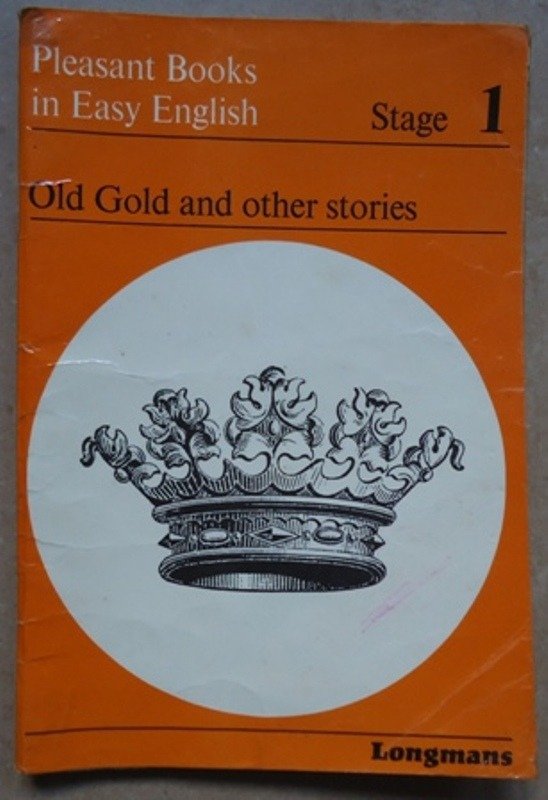 Pleasant Books
in Easy English
Stage 1
Old Gold and other stories
Longmans